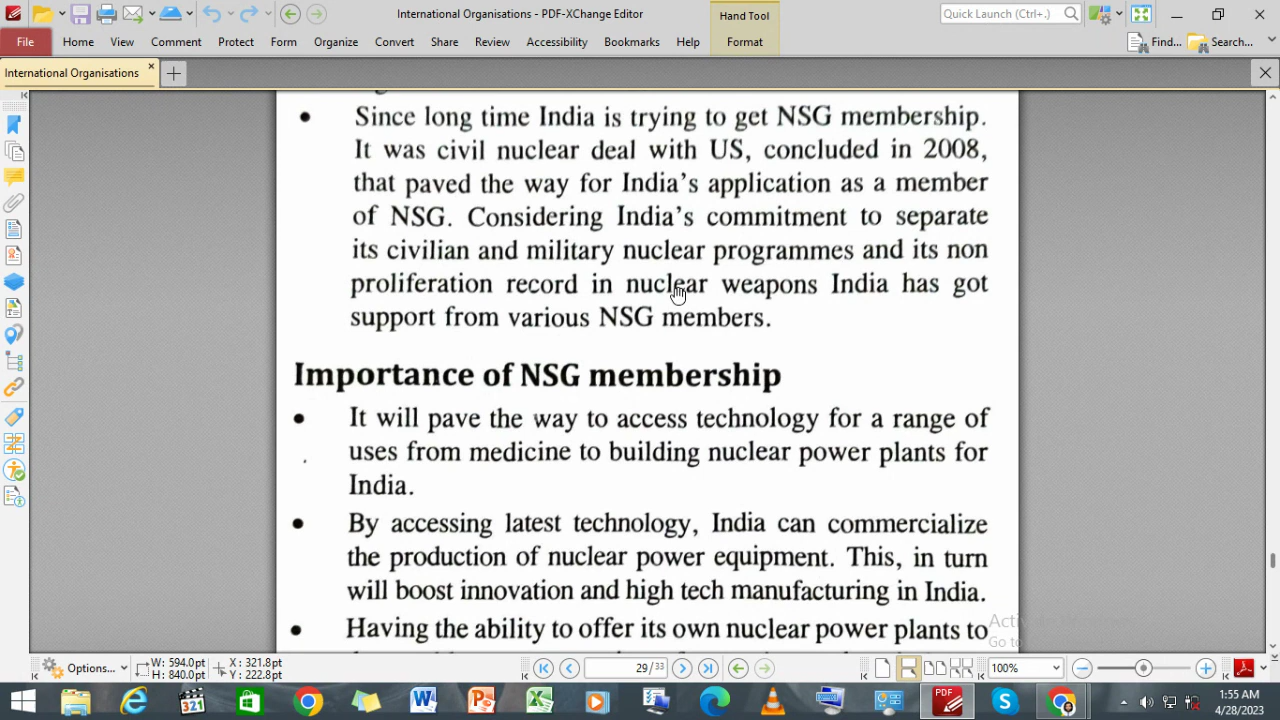 International Organisations - PDF-XChange Editor
Hand Tool
Quick Launch (Ctrl+.)
File
Home
View
Comment
Protect
Form
Organize
Convert
Share
Review
Accessibility
Bookmarks
Help
Format
Find...
Search...
International Organisations
• Since long time India is trying to get NSG membership.
It was civil nuclear deal with US, concluded in 2008,
that paved the way for India's application as a member
of NSG. Considering India's commitment to separate
its civilian and military nuclear programmes and its non
proliferation record in nuclear weapons India has got
support from various NSG members.
Importance of NSG membership
• It will pave the way to access technology for a range of
uses from medicine to building nuclear power plants for
India.
• By accessing latest technology, India can commercialize
the production of nuclear power equipment. This, in turn
will boost innovation and high tech manufacturing in India.
• Having the ability to offer its own nuclear power plants to
Go to
Options...
W: 594.0pt
H: 840.0pt
X: 321.8pt
Y: 222.8pt
29 / 33
100%
321
PDF
1:55 AM
4/28/2023